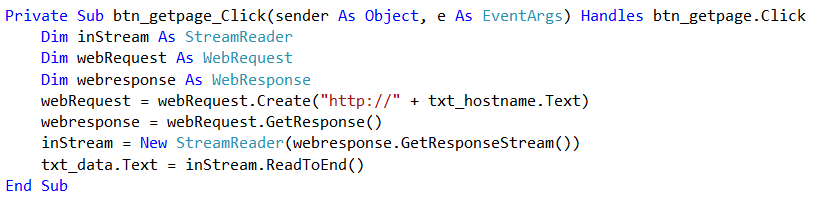 Private Sub btn_getpage_Click(sender As Object, e As EventArgs) Handles btn_getpage.Click
    Dim inStream As StreamReader
    Dim webRequest As WebRequest
    Dim webresponse As WebResponse
    webRequest = webRequest.Create("http://" + txt_hostname.Text)
    webresponse = webRequest.GetResponse()
    inStream = New StreamReader(webresponse.GetResponseStream())
    txt_data.Text = inStream.ReadToEnd()
End Sub